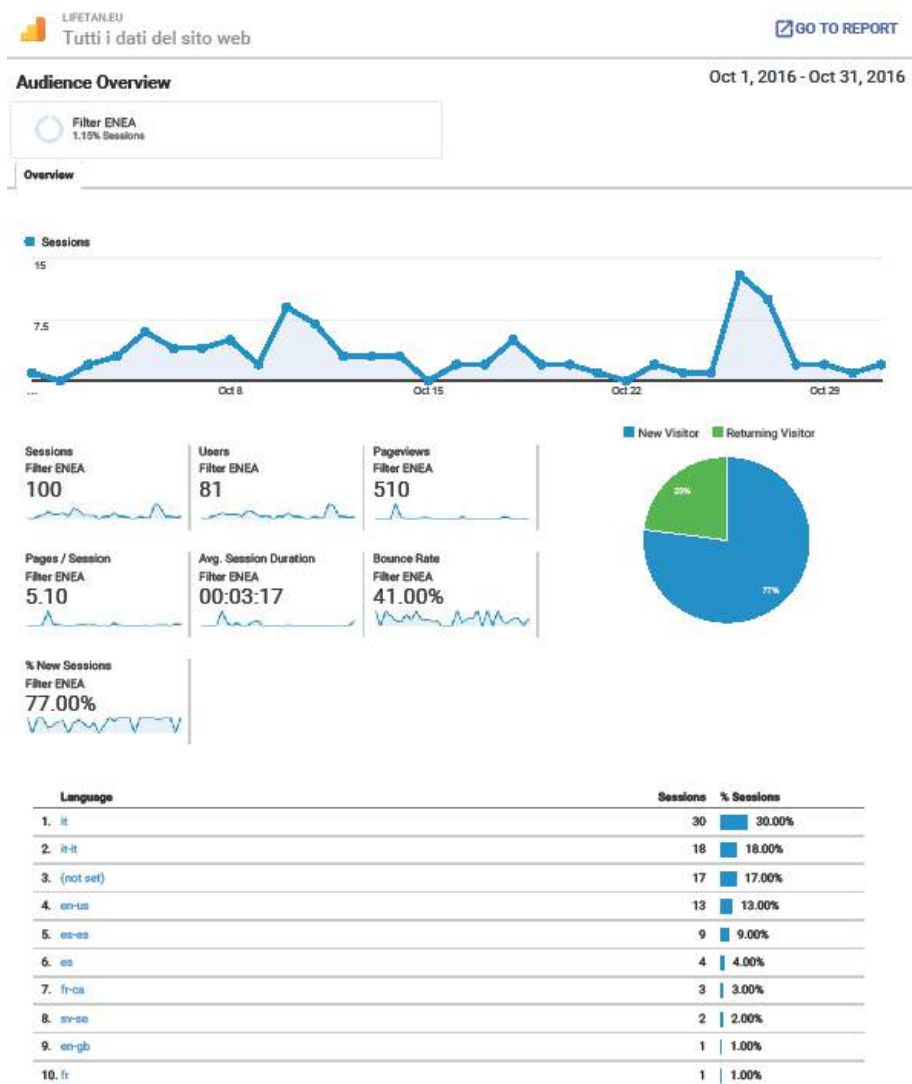 LIFETAN.EU
Tutti i dati del sito web
GO TO REPORT
Audience Overview
Oct 1, 2016 - Oct 31, 2016
Filter ENEA
1.15% Sessions
Overview
Sessions
15
7.5
...
Oct 8
Oct 15
Oct 22
Oct 29
New Visitor
Returning Visitor
23%
77%
Sessions
Filter ENEA
100
Users
Filter ENEA
81
Pageviews
Filter ENEA
510
Pages / Session
Filter ENEA
5.10
Avg. Session Duration
Filter ENEA
00:03:17
Bounce Rate
Filter ENEA
41.00%
% New Sessions
Filter ENEA
77.00%
Language Sessions % Sessions
1. it 30 30.00%
2. it-it 18 18.00%
3. (not set) 17 17.00%
4. en-us 13 13.00%
5. es-es 9 9.00%
6. es 4 4.00%
7. fr-ca 3 3.00%
8. sv-se 2 2.00%
9. en-gb 1 1.00%
10. fr 1 1.00%